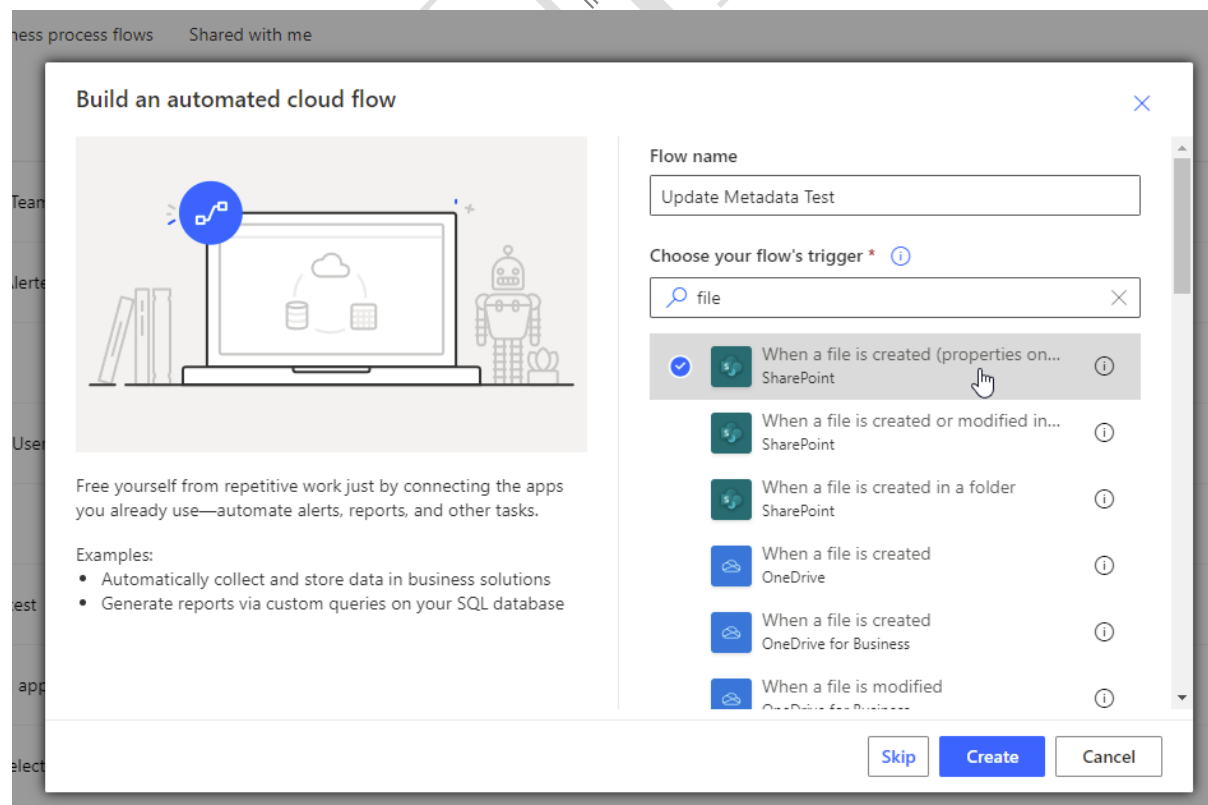 ness process flows Shared with me
Build an automated cloud flow
Team
Alerte
User
test
app
elect
Free yourself from repetitive work just by connecting the apps
you already use—automate alerts, reports, and other tasks.
Examples:
• Automatically collect and store data in business solutions
• Generate reports via custom queries on your SQL database
Flow name
Update Metadata Test
Choose your flow's trigger *
file
When a file is created (properties on...
SharePoint
When a file is created or modified in...
SharePoint
When a file is created in a folder
SharePoint
When a file is created
OneDrive
When a file is created
OneDrive for Business
When a file is modified
OneDrive for Business
Skip Create Cancel